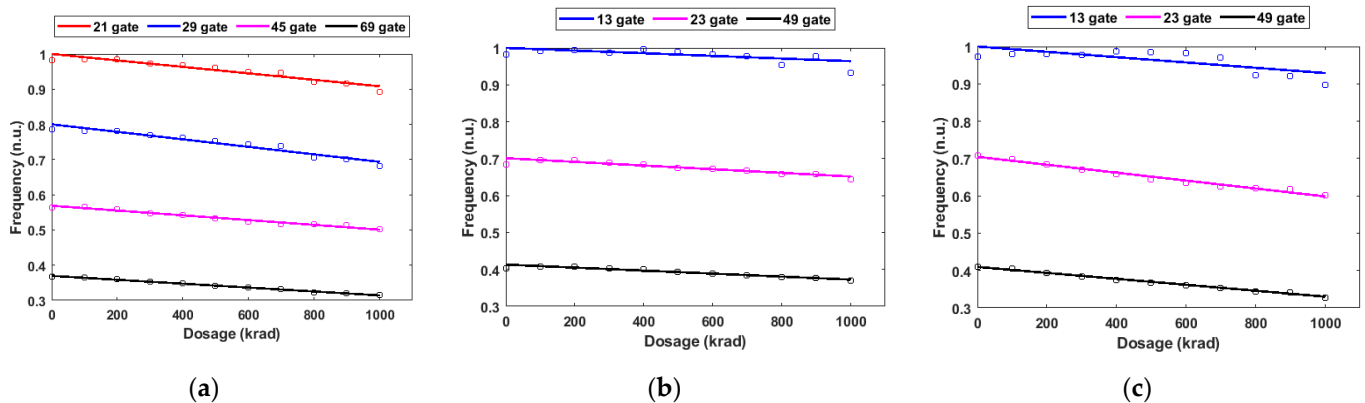 21 gate 29 gate 45 gate 69 gate
1
0.9
0.8
0.7
0.6
0.5
0.4
0.3
Frequency (n.u.)
0 200 400 600 800 1000
Dosage (krad)
(a)
13 gate 23 gate 49 gate
1
0.9
0.8
0.7
0.6
0.5
0.4
0.3
Frequency (n.u.)
0 200 400 600 800 1000
Dosage (krad)
(b)
13 gate 23 gate 49 gate
1
0.9
0.8
0.7
0.6
0.5
0.4
0.3
Frequency (n.u.)
0 200 400 600 800 1000
Dosage (krad)
(c)